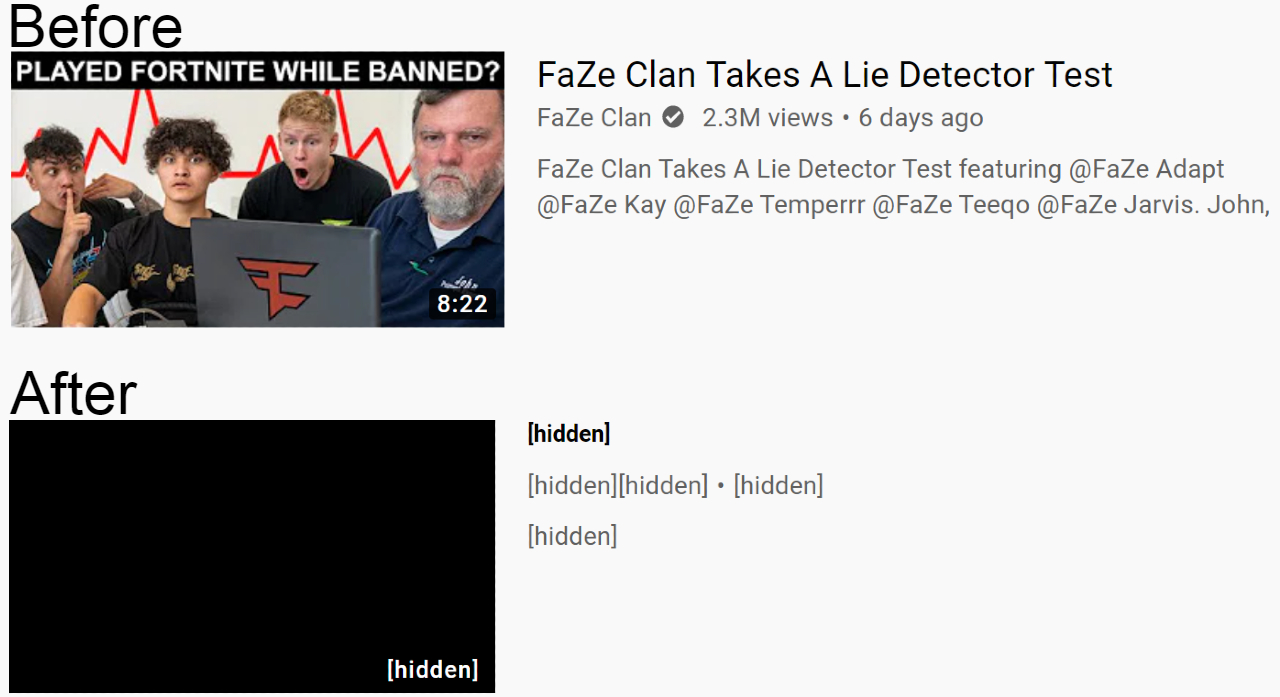 Before
PLAYED FORTNITE WHILE BANNED?
8:22
FaZe Clan Takes A Lie Detector Test
FaZe Clan 2.3M views • 6 days ago
FaZe Clan Takes A Lie Detector Test featuring @FaZe Adapt
@FaZe Kay @FaZe Temperrr @FaZe Teeqo @FaZe Jarvis. John,
After
[hidden]
[hidden]
[hidden][hidden] • [hidden]
[hidden]